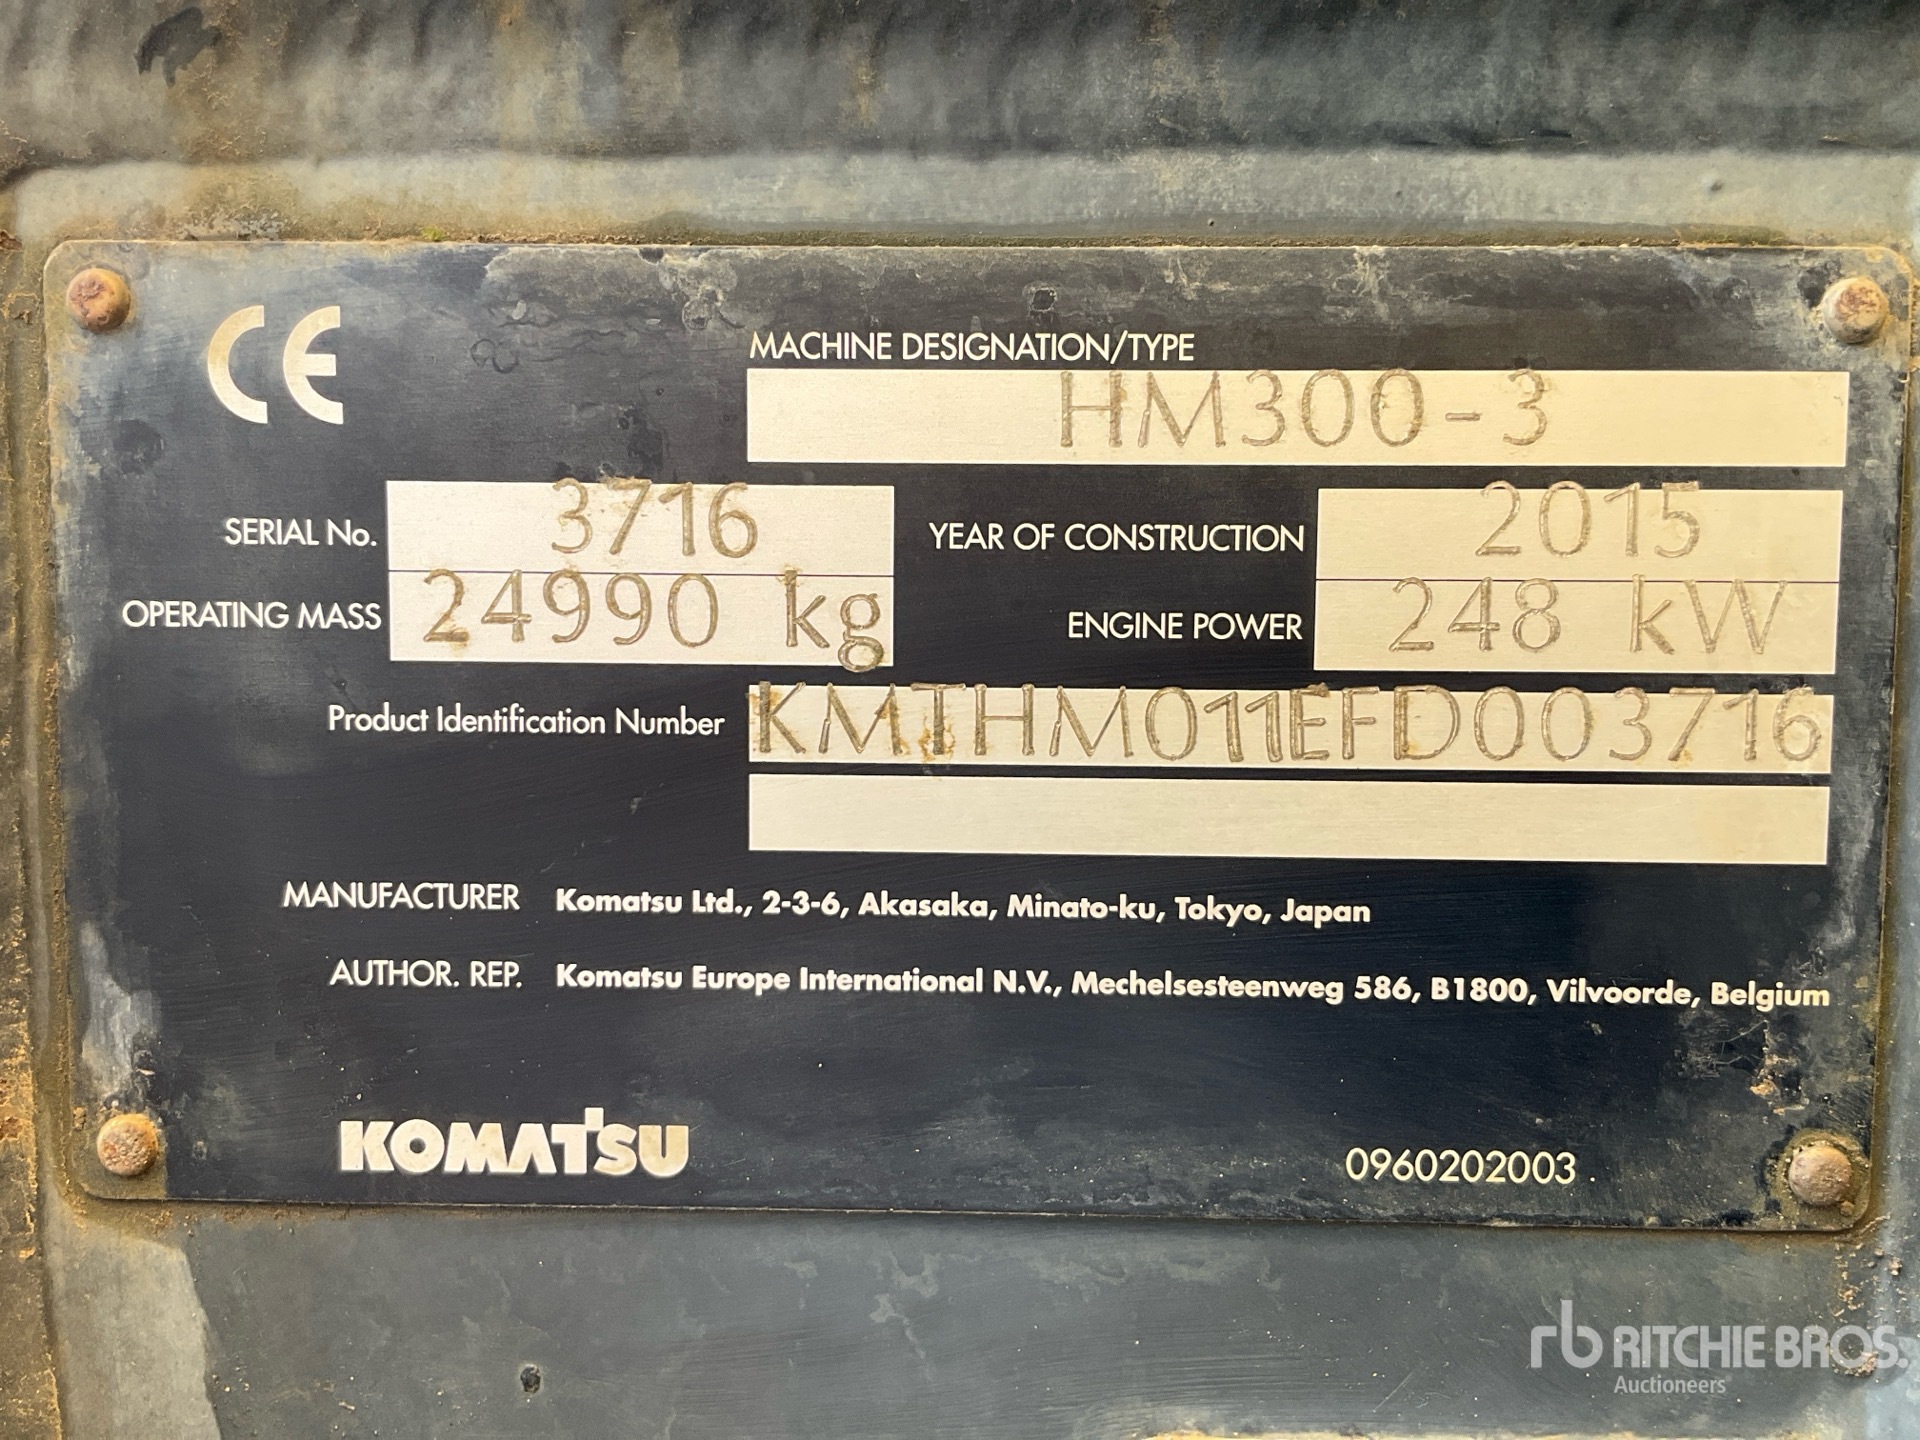 CE
MACHINE DESIGNATION/TYPE
HM300-3
SERIAL No. 3716 YEAR OF CONSTRUCTION 2015
OPERATING MASS 24990 kg ENGINE POWER 248 kW
Product Identification Number KMTHM011EFD003716
MANUFACTURER Komatsu Ltd., 2-3-6, Akasaka, Minato-ku, Tokyo, Japan
AUTHOR. REP. Komatsu Europe International N.V., Mechelsesteenweg 586, B1800, Vilvoorde, Belgium
KOMATSU 0960202003
rb RITCHIE BROS.
Auctioneers